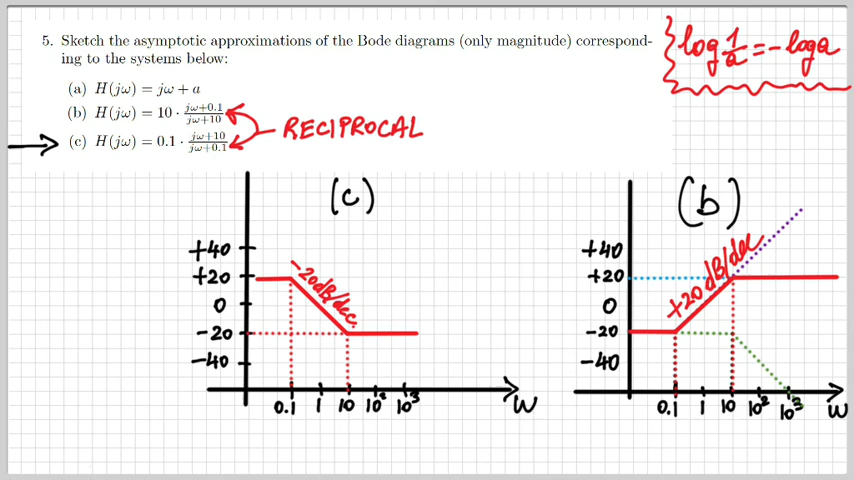 5. Sketch the asymptotic approximations of the Bode diagrams (only magnitude) correspond-
ing to the systems below:
(a) H(jω) = jω + a
(b) H(jω) = 10 · jω+0.1/jω+10
(c) H(jω) = 0.1 · jω+10/jω+0.1
RECIPROCAL
log 1/a = -log a
(c)
+40
+20
0
-20
-40
-20dB/dec.
0.1 1 10 10² 10³ W
(b)
+40
+20
0
-20
-40
+20dB/dec
0.1 1 10 10² 10³ W